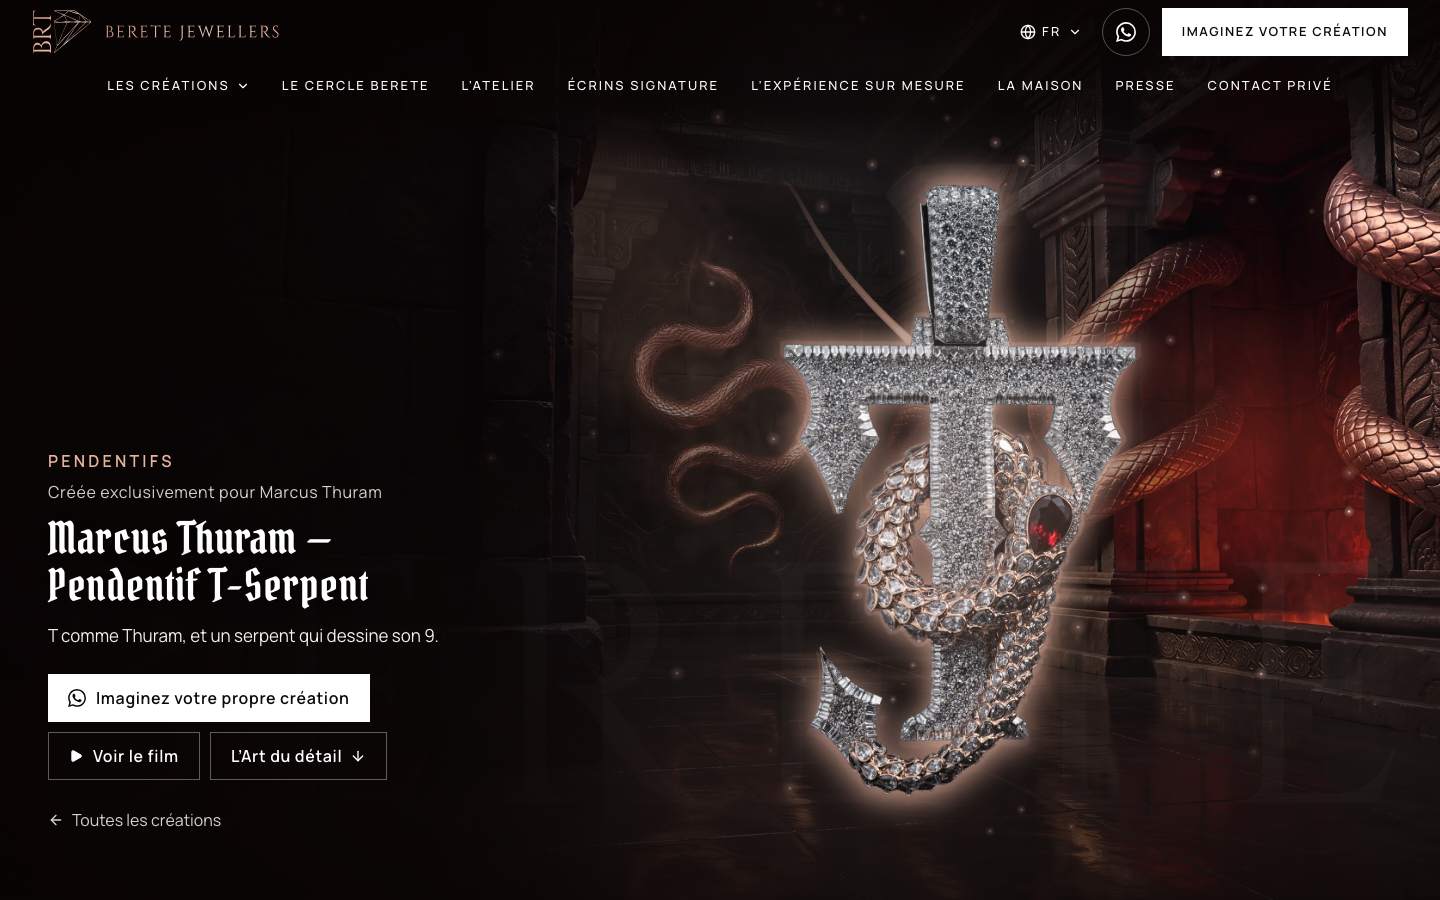 BRT
BERETE JEWELLERS
FR
IMAGINEZ VOTRE CRÉATION
LES CRÉATIONS
LE CERCLE BERETE
L'ATELIER
ÉCRINS SIGNATURE
L'EXPÉRIENCE SUR MESURE
LA MAISON
PRESSE
CONTACT PRIVÉ
PENDENTIFS
Créée exclusivement pour Marcus Thuram
Marcus Thuram —
Pendentif T-Serpent
T comme Thuram, et un serpent qui dessine son 9.
Imaginez votre propre création
Voir le film
L'Art du détail
Toutes les créations